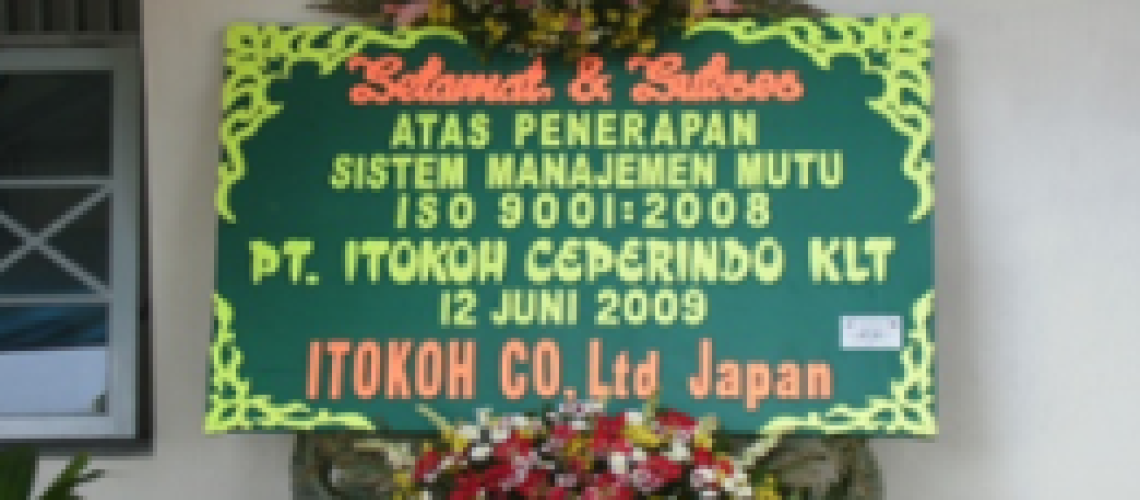 Selamat & Sukses
ATAS PENERAPAN
SISTEM MANAJEMEN MUTU
ISO 9001:2008
PT. ITOKOH CEPERINDO KLT
12 JUNI 2009
ITOKOH CO.Ltd Japan